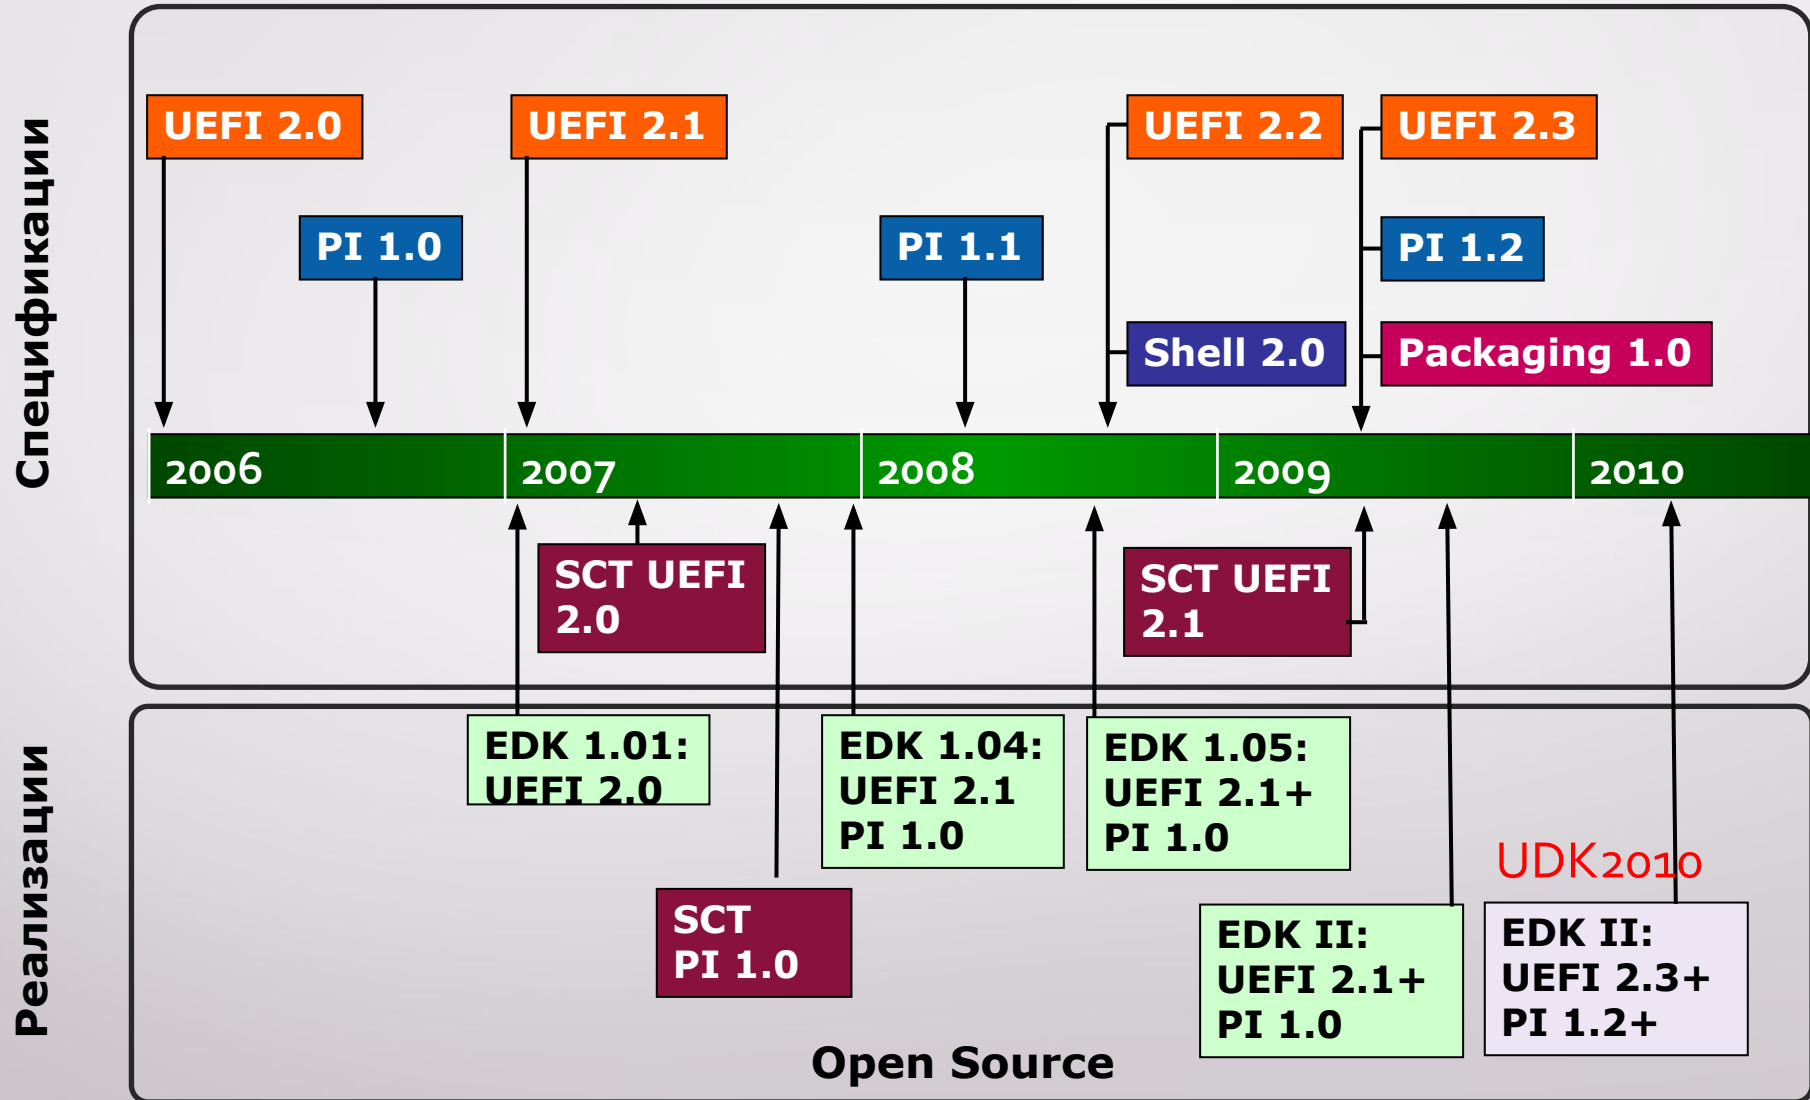 Спецификации
UEFI 2.0
UEFI 2.1
UEFI 2.2
UEFI 2.3
PI 1.0
PI 1.1
PI 1.2
Shell 2.0
Packaging 1.0
2006
2007
2008
2009
2010
SCT UEFI
2.0
SCT UEFI
2.1
Реализации
EDK 1.01:
UEFI 2.0
EDK 1.04:
UEFI 2.1
PI 1.0
EDK 1.05:
UEFI 2.1+
PI 1.0
SCT
PI 1.0
UDK2010
EDK II:
UEFI 2.1+
PI 1.0
EDK II:
UEFI 2.3+
PI 1.2+
Open Source